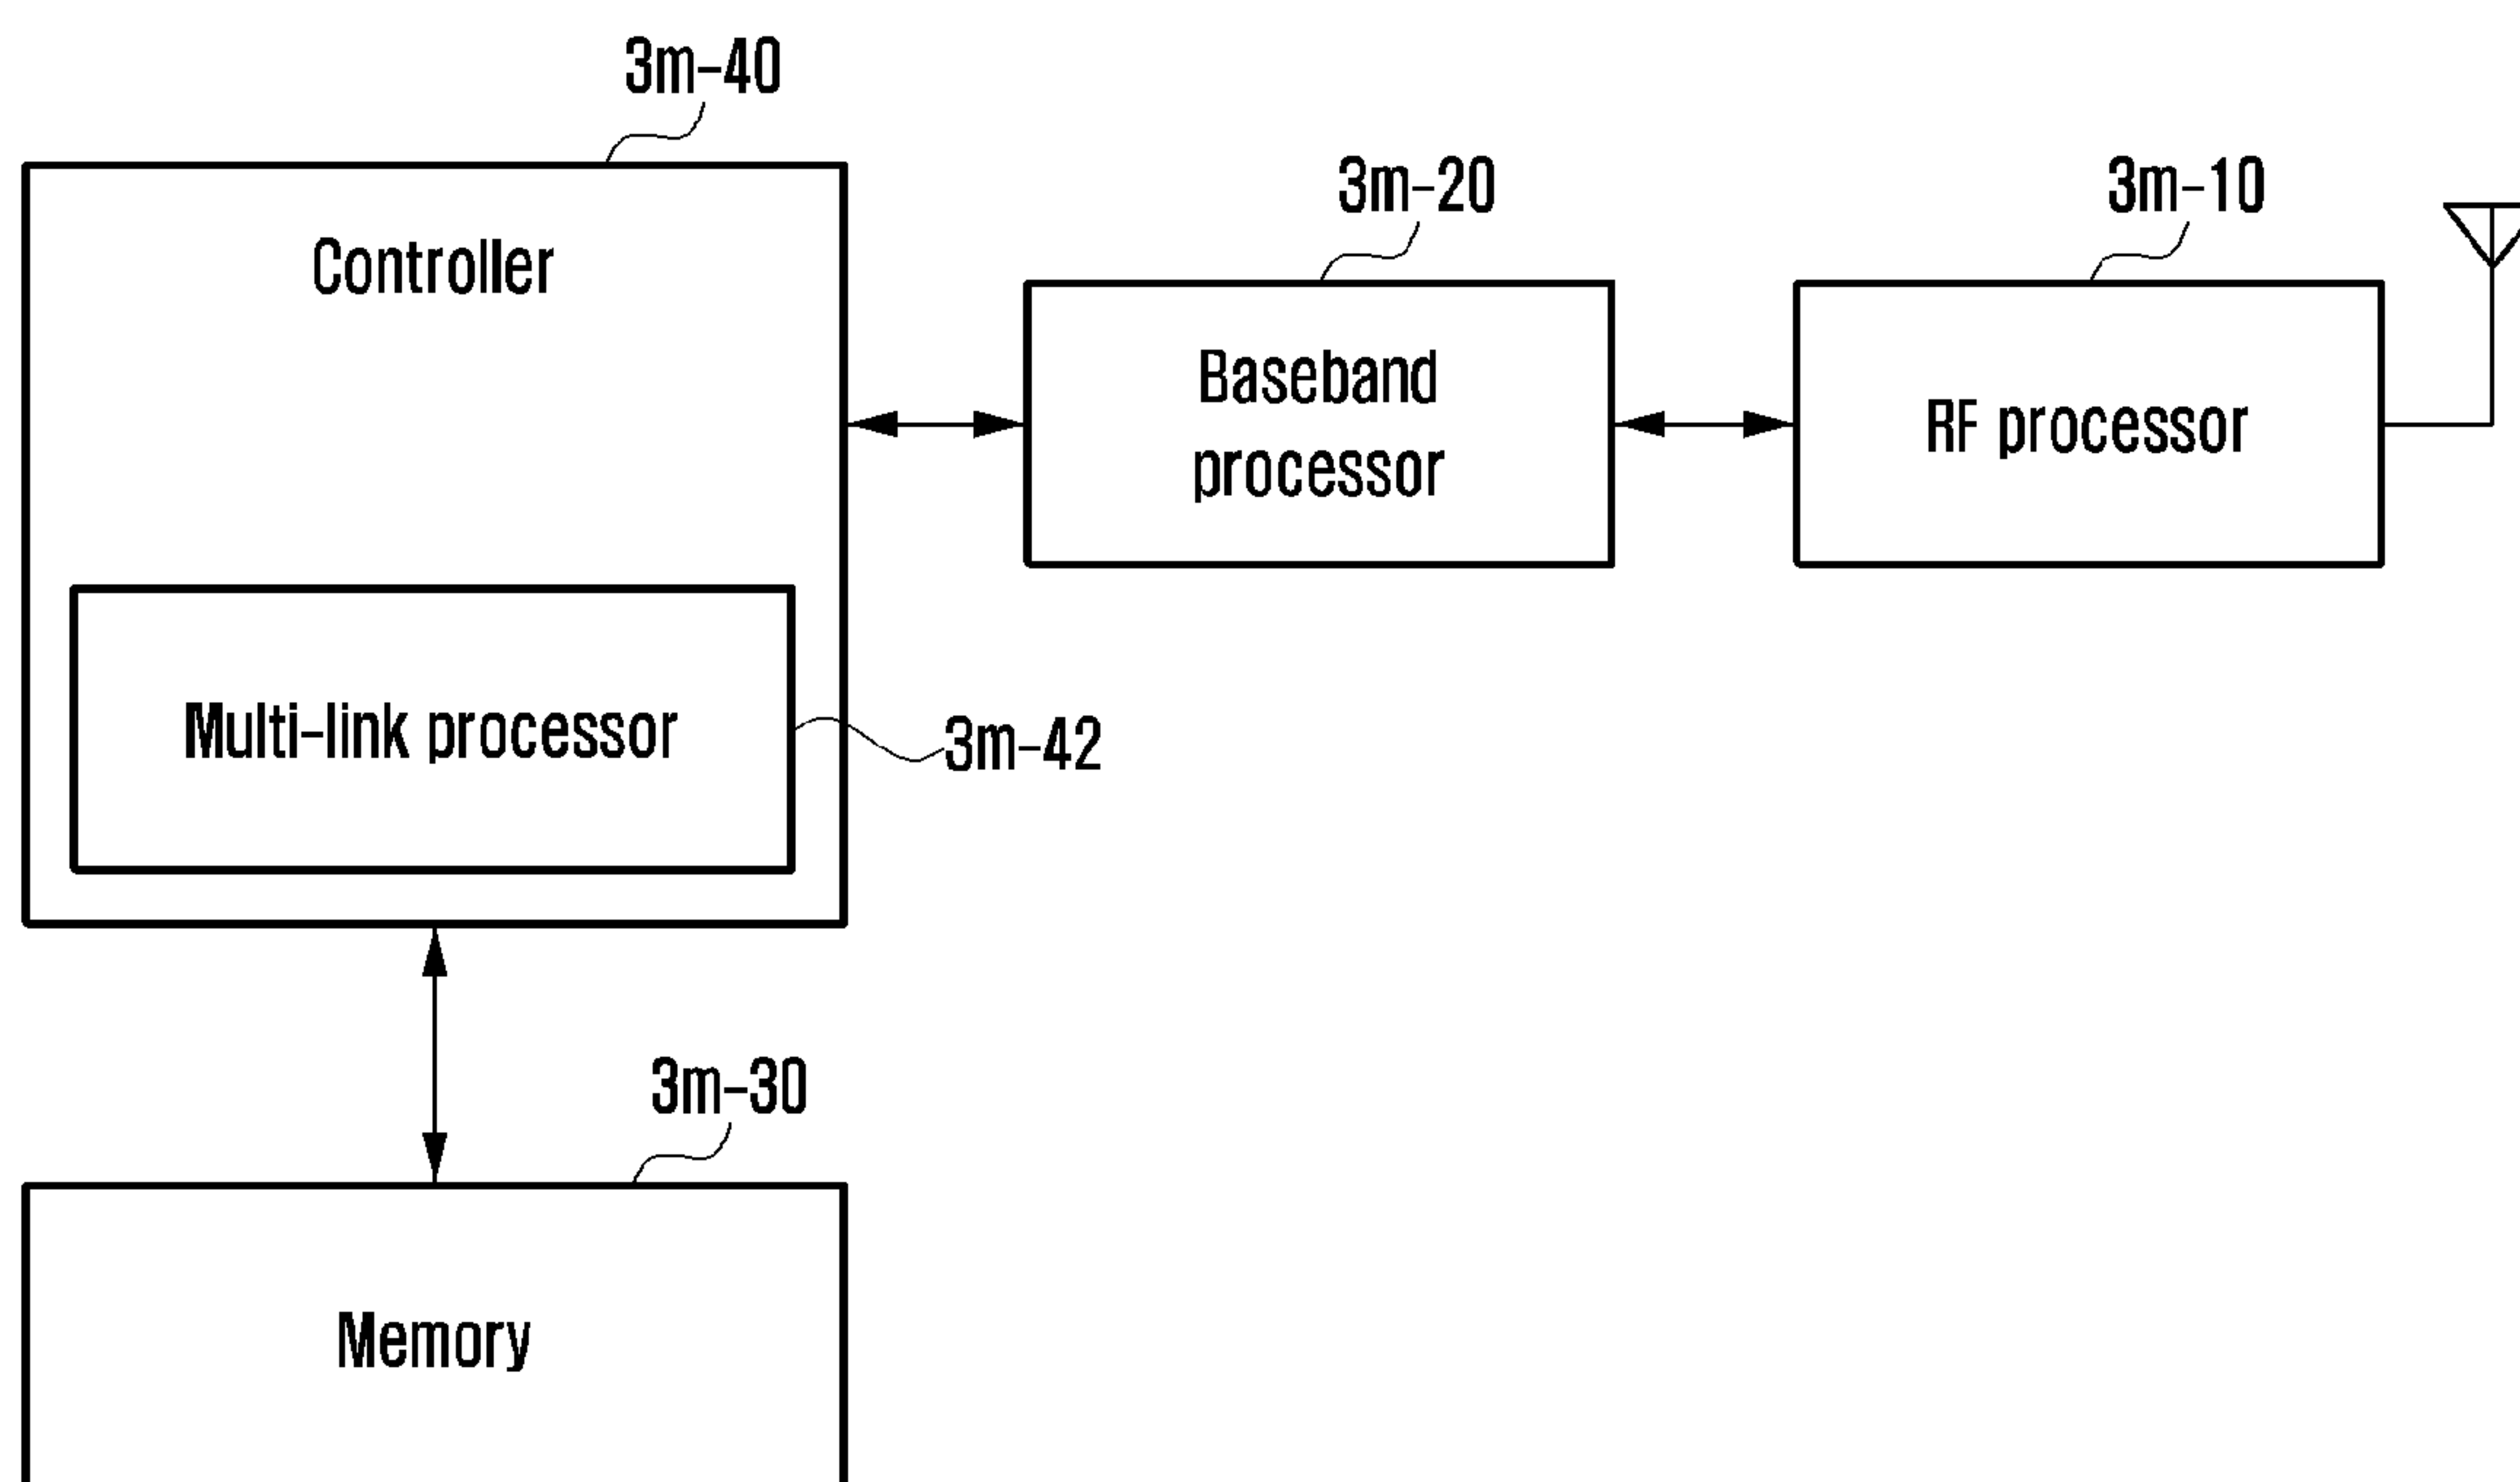 3m-40
3m-20
3m-10
Controller
Baseband
processor
RF processor
Multi-link processor
3m-42
3m-30
Memory